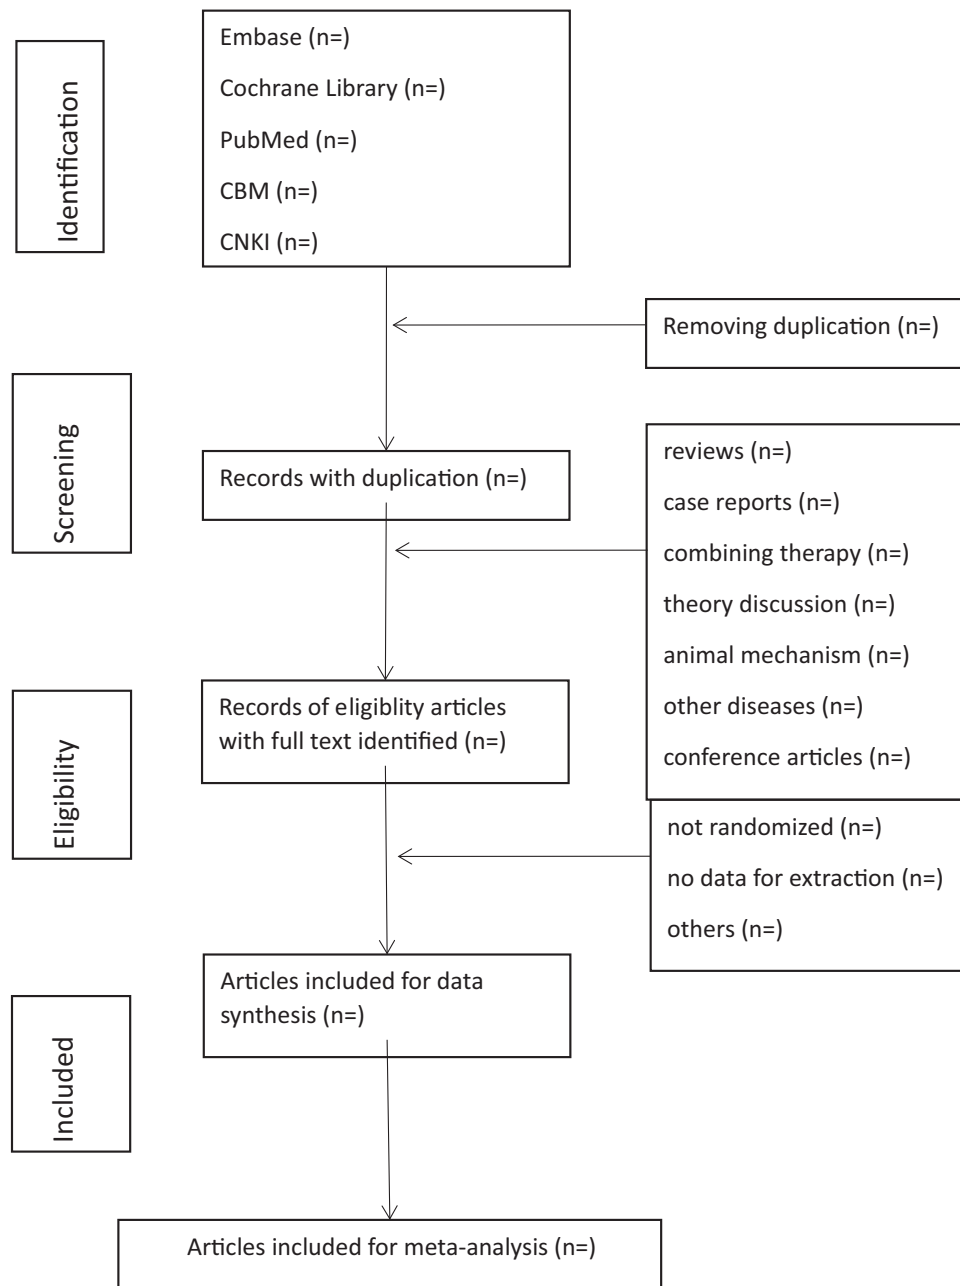 Identification
Embase (n=)
Cochrane Library (n=)
PubMed (n=)
CBM (n=)
CNKI (n=)
Removing duplication (n=)
Screening
Records with duplication (n=)
reviews (n=)
case reports (n=)
combining therapy (n=)
theory discussion (n=)
animal mechanism (n=)
other diseases (n=)
conference articles (n=)
Eligibility
Records of eligiblity articles
with full text identified (n=)
not randomized (n=)
no data for extraction (n=)
others (n=)
Included
Articles included for data
synthesis (n=)
Articles included for meta-analysis (n=)